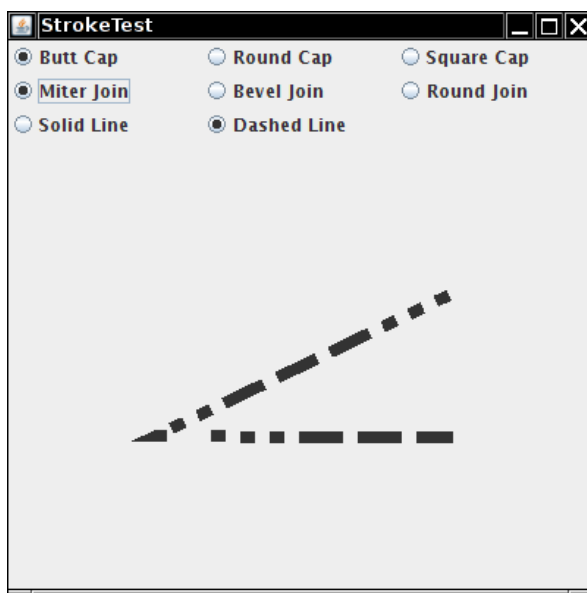 StrokeTest
Butt Cap Round Cap Square Cap
Miter Join Bevel Join Round Join
Solid Line Dashed Line